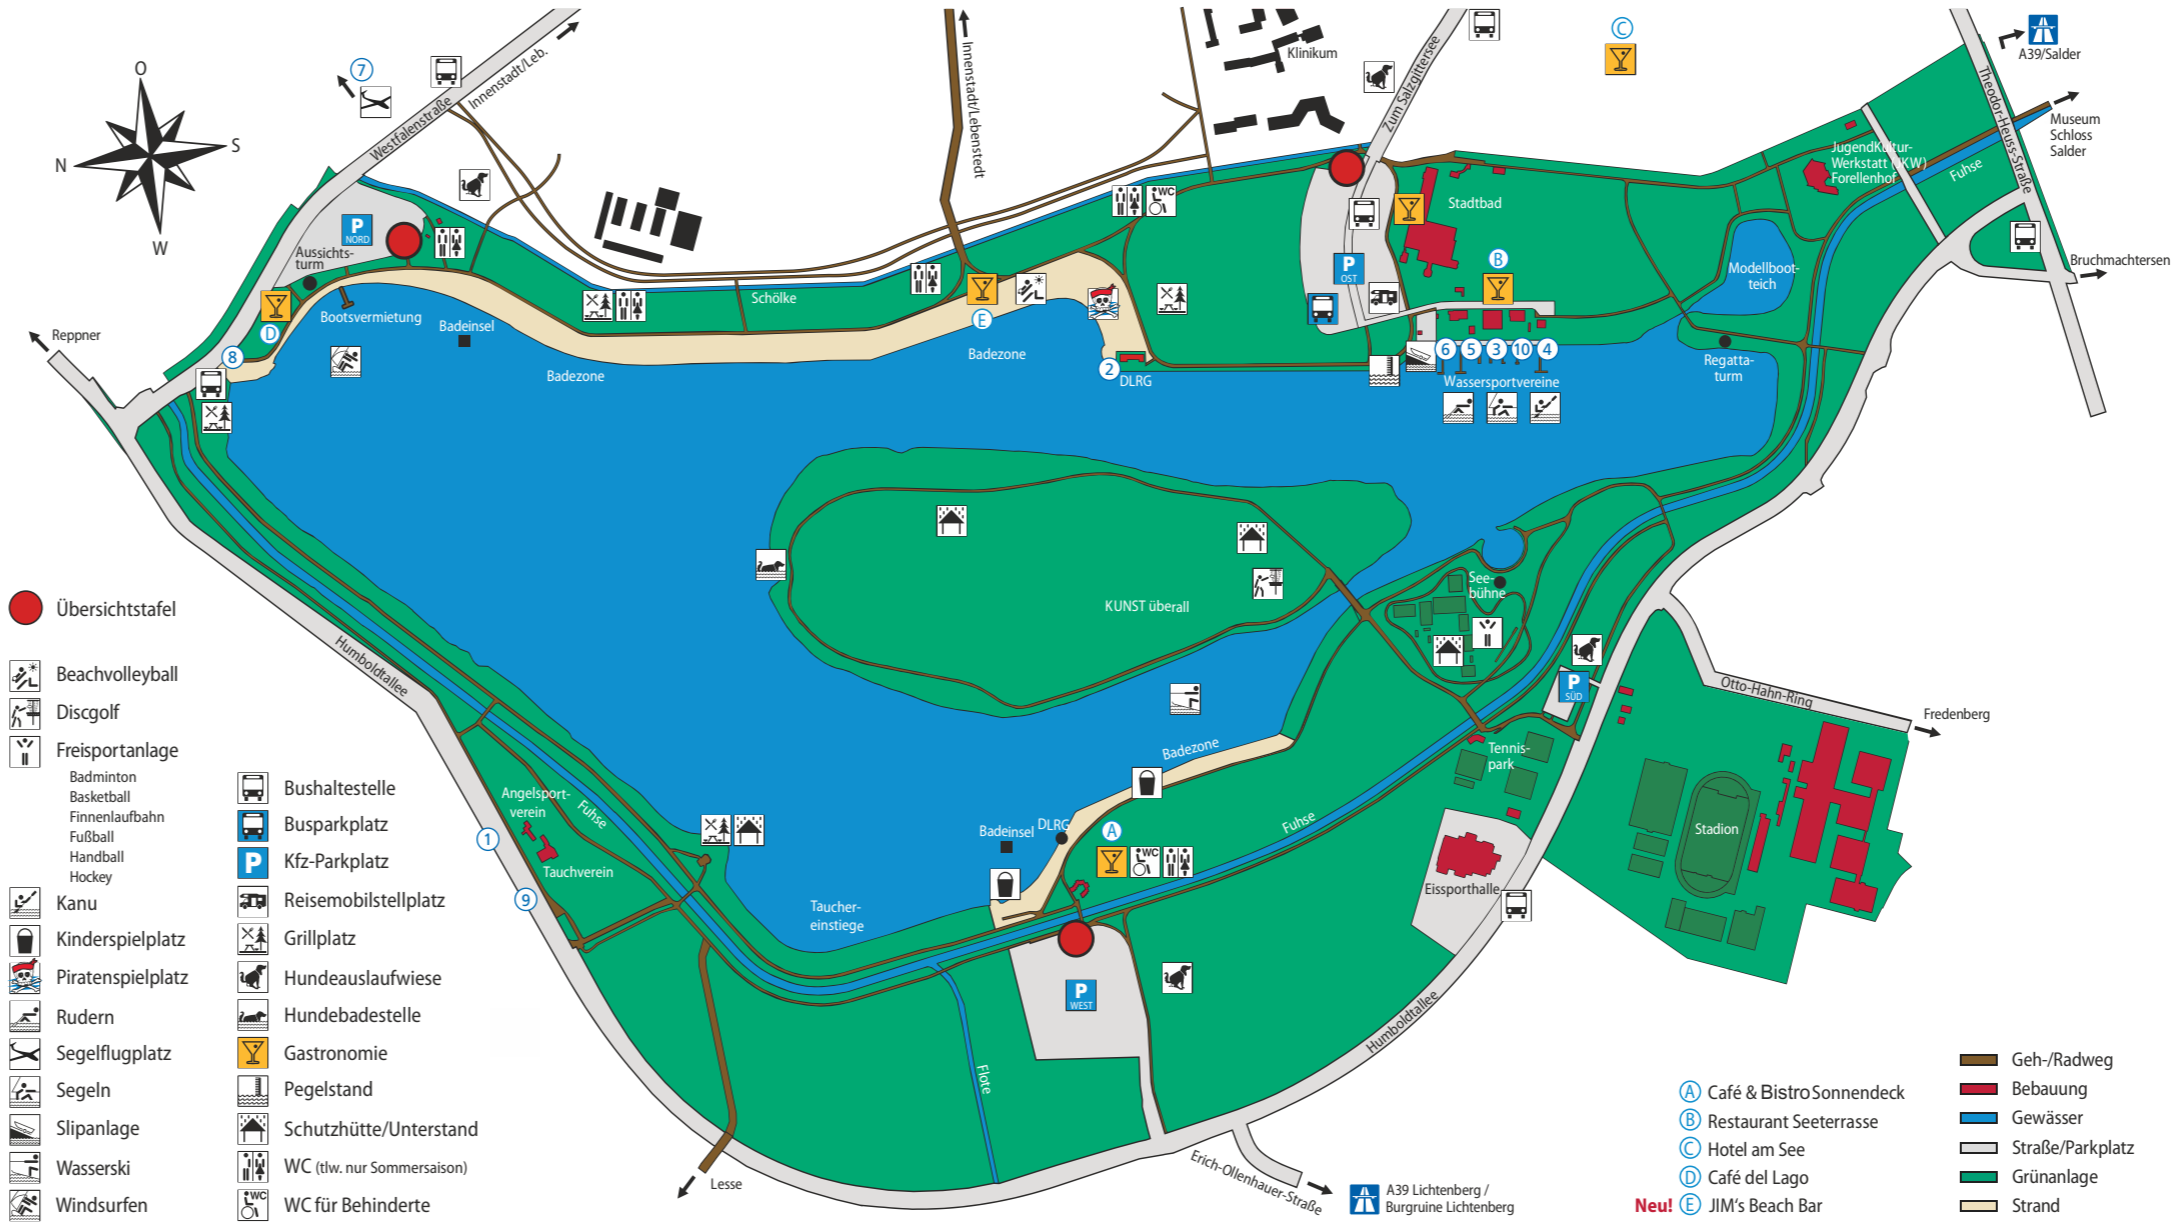 O
N
S
W
7
Westfalenstraße
Innenstadt/Leb.
Innenstadt/Lebenstedt
Klinikum
Zum Salzgittersee
C
A39/Salder
Theodor-Heuss-Straße
Museum
Schloss
Salder
JugendKultur-
Werkstatt (JKW)
Forellenhof
Fuhse
P
NORD
Aussichts-
turm
WC
Stadtbad
B
P
OST
Modellboot-
teich
Bruchmachtersen
Schölke
Bootsvermietung
Badeinsel
D
E
Reppner
8
Badezone
Badezone
2
DLRG
6
5
3
10
4
Wassersportvereine
Regatta-
turm
KUNST überall
See-
bühne
P
SÜD
Otto-Hahn-Ring
Fredenberg
Humboldtallee
Badezone
Tennis-
park
Stadion
Angelsport-
verein
Fuhse
1
Tauchverein
9
Badeinsel
DLRG
A
WC
Fuhse
Eissporthalle
Taucher-
einstiege
P
WEST
Flote
Humboldtallee
Lesse
Erich-Ollenhauer-Straße
A39 Lichtenberg /
Burgruine Lichtenberg
Übersichtstafel
Beachvolleyball
Discgolf
Freisportanlage
Badminton
Basketball
Finnenlaufbahn
Fußball
Handball
Hockey
Kanu
Kinderspielplatz
Piratenspielplatz
Rudern
Segelflugplatz
Segeln
Slipanlage
Wasserski
Windsurfen
Bushaltestelle
Busparkplatz
P Kfz-Parkplatz
Reisemobilstellplatz
Grillplatz
Hundeauslaufwiese
Hundebadestelle
Gastronomie
Pegelstand
Schutzhütte/Unterstand
WC (tlw. nur Sommersaison)
WC WC für Behinderte
A Café & Bistro Sonnendeck
B Restaurant Seeterrasse
C Hotel am See
D Café del Lago
Neu! E JIM's Beach Bar
Geh-/Radweg
Bebauung
Gewässer
Straße/Parkplatz
Grünanlage
Strand